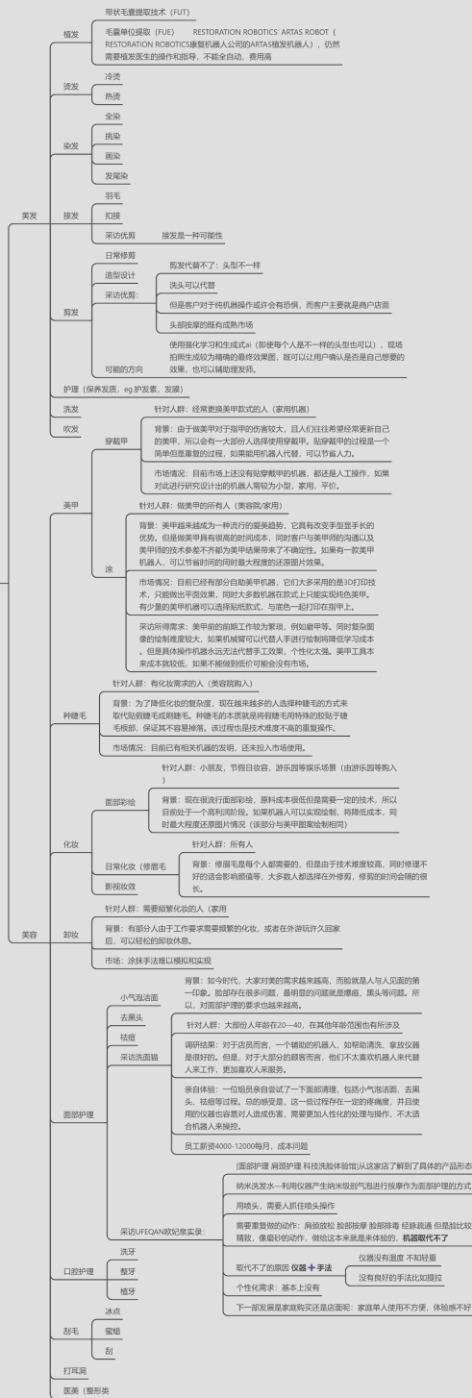 带状毛囊提取技术（FUT）
植发
毛囊单位提取（FUE） RESTORATION ROBOTICS' ARTAS ROBOT（
RESTORATION ROBOTICS康复机器人公司的ARTAS植发机器人），仍然
需要植发医生的操作和指导，不能全自动，费用高
冷烫
烫发
热烫
全染
挑染
染发
画染
发尾染
羽毛
美发
接发
扣接
采访优剪 接发是一种可能性
日常修剪
造型设计
剪发代替不了：头型不一样
采访优剪：
洗头可以代替
但是客户对于纯机器操作或许会有恐惧，而客户主要就是商户店面
剪发
头部按摩的既有成熟市场
使用强化学习和生成式ai（即使每个人是不一样的头型也可以），现场
拍照生成较为精确的最终效果图，既可以让用户确认是否是自己想要的
可能的方向
效果，也可以辅助理发师。
护理（保养发质，eg.护发素，发膜）
洗发
吹发
针对人群：经常更换美甲款式的人（家用机器）
背景：由于做美甲对于指甲的伤害较大，且人们往往希望经常更新自己
的美甲，所以会有一大部份人选择使用穿戴甲。贴穿戴甲的过程是一个
穿戴甲
简单但是重复的过程，如果能用机器人代替，可以节省人力。
市场情况：目前市场上还没有贴穿戴甲的机器，都还是人工操作，如果
对此进行研究设计出的机器人需较为小型，家用，平价。
美甲
针对人群：做美甲的所有人（美容院/家用）
背景：美甲越来越成为一种流行的爱美趋势，它具有改变手型显手长的
优势。但是做美甲具有很高的时间成本，同时客户与美甲师的沟通以及
美甲师的技术参差不齐都为美甲结果带来了不确定性。如果有一款美甲
机器人，可以节省时间的同时最大程度的还原图片效果。
涂
市场情况：目前已经有部分自助美甲机器，它们大多采用的是3D打印技
术，只能做出平面效果，同时大多数机器在款式上只能实现纯色美甲。
有少量的美甲机器可以选择贴纸款式，与底色一起打印在指甲上。
采访所得需求：美甲前的前期工作较为繁琐，例如磨甲等。同时复杂图
像的绘制难度较大，如果机械臂可以代替人手进行绘制将降低学习成本
。但是具体操作机器永远无法代替手工效果，个性化太强。美甲工具本
来成本就较低，如果不能做到低价可能会没有市场。
针对人群：有化妆需求的人（美容院购入）
背景：为了降低化妆的复杂度，现在越来越多的人选择种睫毛的方式来
取代贴假睫毛或刷睫毛。种睫毛的本质就是将假睫毛用特殊的胶贴于睫
种睫毛
毛根部，保证其不容易掉落。该过程也是技术难度不高的重复操作。
市场情况：目前已有相关机器的发明，还未投入市场使用。
针对人群：小朋友，节假日妆容，游乐园等娱乐场景（由游乐园等购入
）
面部彩绘
背景：现在很流行面部彩绘，原料成本很低但是需要一定的技术，所以
目前处于一个高利润阶段。如果机器人可以实现绘制，将降低成本，同
时最大程度还原图片情况（该部分与美甲图案绘制相同）
化妆
针对人群：所有人
日常化妆（修眉毛
背景：修眉毛是每个人都需要的，但是由于技术难度较高，同时修理不
好的话会影响颜值等，大多数人都选择在外修剪，修剪的时间会隔的很
长。
影视妆效
针对人群：需要频繁化妆的人（家用
美容
卸妆
背景：有部分人由于工作要求需要频繁的化妆，或者在外游玩许久回家
后，可以轻松的卸妆休息。
市场：涂抹手法难以模拟和实现
背景：如今时代，大家对美的需求越来越高，而脸就是人与人见面的第
一印象。脸部存在很多问题，最明显的问题就是爆痘、黑头等问题。所
以，对面部护理的要求也越来越高。
小气泡洁面
去黑头
针对人群：大部份人年龄在20—40，在其他年龄范围也有所涉及
祛痘
调研结果：对于店员而言，一个辅助的机器人，如帮助清洗、拿放仪器
采访洗面猫
是很好的。但是，对于大部分的顾客而言，他们不太喜欢机器人来代替
人来工作，更加喜欢人来服务。
亲自体验：一位组员亲自尝试了一下面部清理，包括小气泡洁面、去黑
头、祛痘等过程。总的感受是，这一些过程存在一定的疼痛度，并且使
用的仪器也容易对人造成伤害，需要更加人性化的处理与操作，不太适
合机器人来操控。
面部护理
员工薪资4000-12000每月，成本问题
[面部护理 肩颈护理 科技洗脸体验馆]从这家店了解到了具体的产品形态
纳米洗发水—利用仪器产生纳米级别气泡进行按摩作为面部护理的方式
用喷头，需要人抓住喷头操作
采访UFEQAN欧妃泉实录：
需要重复做的动作：肩颈放松 脸部按摩 脸部排毒 经脉疏通 但是脸比较
精致，像磨砂的动作，做给这本来就是来体验的，机器取代不了
仪器没有温度 不知轻重
取代不了的原因 仪器➕手法
没有良好的手法比如提拉
个性化需求：基本上没有
下一部发展是家庭购买还是店面呢：家庭单人使用不方便，体验感不好
洗牙
口腔护理
整牙
植牙
冰点
刮毛
蜜蜡
刮
打耳洞
医美（整形类